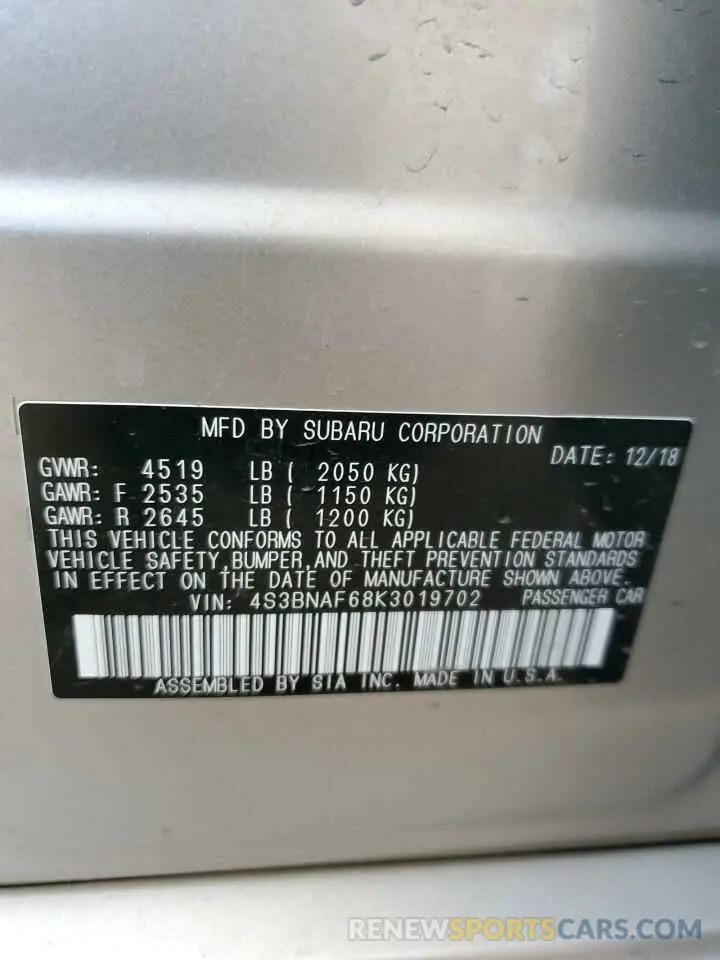 MFD BY SUBARU CORPORATION
DATE: 12/18
GVWR: 4519 LB ( 2050 KG)
GAWR: F 2535 LB ( 1150 KG)
GAWR: R 2645 LB ( 1200 KG)
THIS VEHICLE CONFORMS TO ALL APPLICABLE FEDERAL MOTOR
VEHICLE SAFETY, BUMPER, AND THEFT PREVENTION STANDARDS
IN EFFECT ON THE DATE OF MANUFACTURE SHOWN ABOVE.
VIN: 4S3BNAF68K3019702 PASSENGER CAR
ASSEMBLED BY SIA INC. MADE IN U.S.A.
RENEWSPORTSCARS.COM